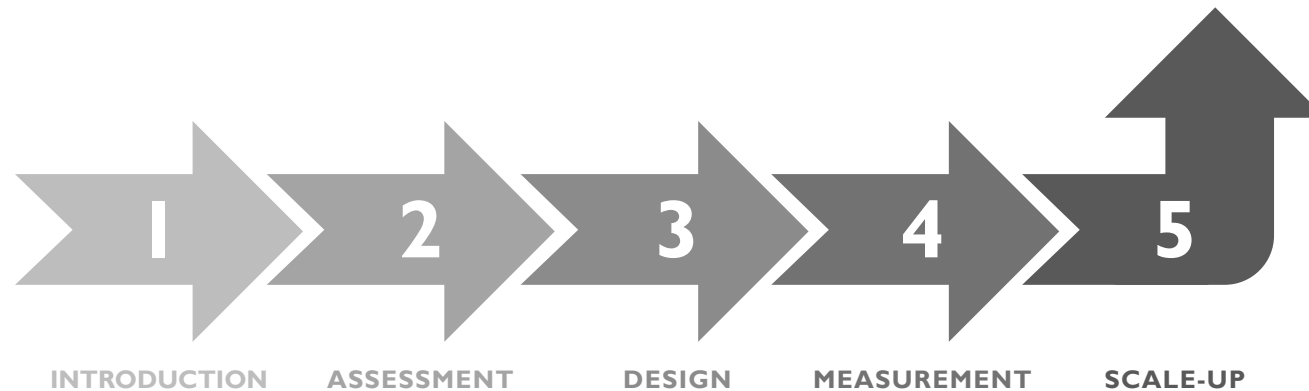 1 2 3 4 5
INTRODUCTION ASSESSMENT DESIGN MEASUREMENT SCALE-UP